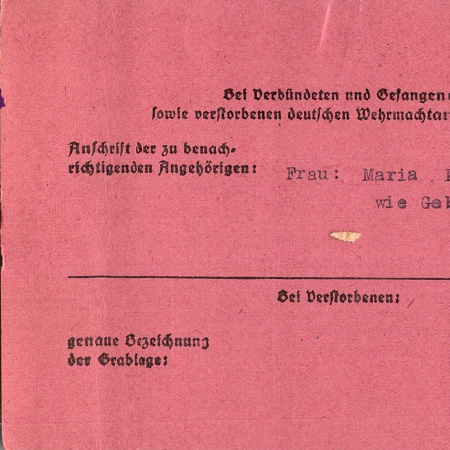 Bei Verbündeten und Gefangen
sowie verstorbenen deutschen Wehrmachtan
Anschrift der zu benach-
richtigenden Angehörigen:
Frau: Maria
wie Geb
Bei Verstorbenen:
genaue Bezeichnung
der Grablage: